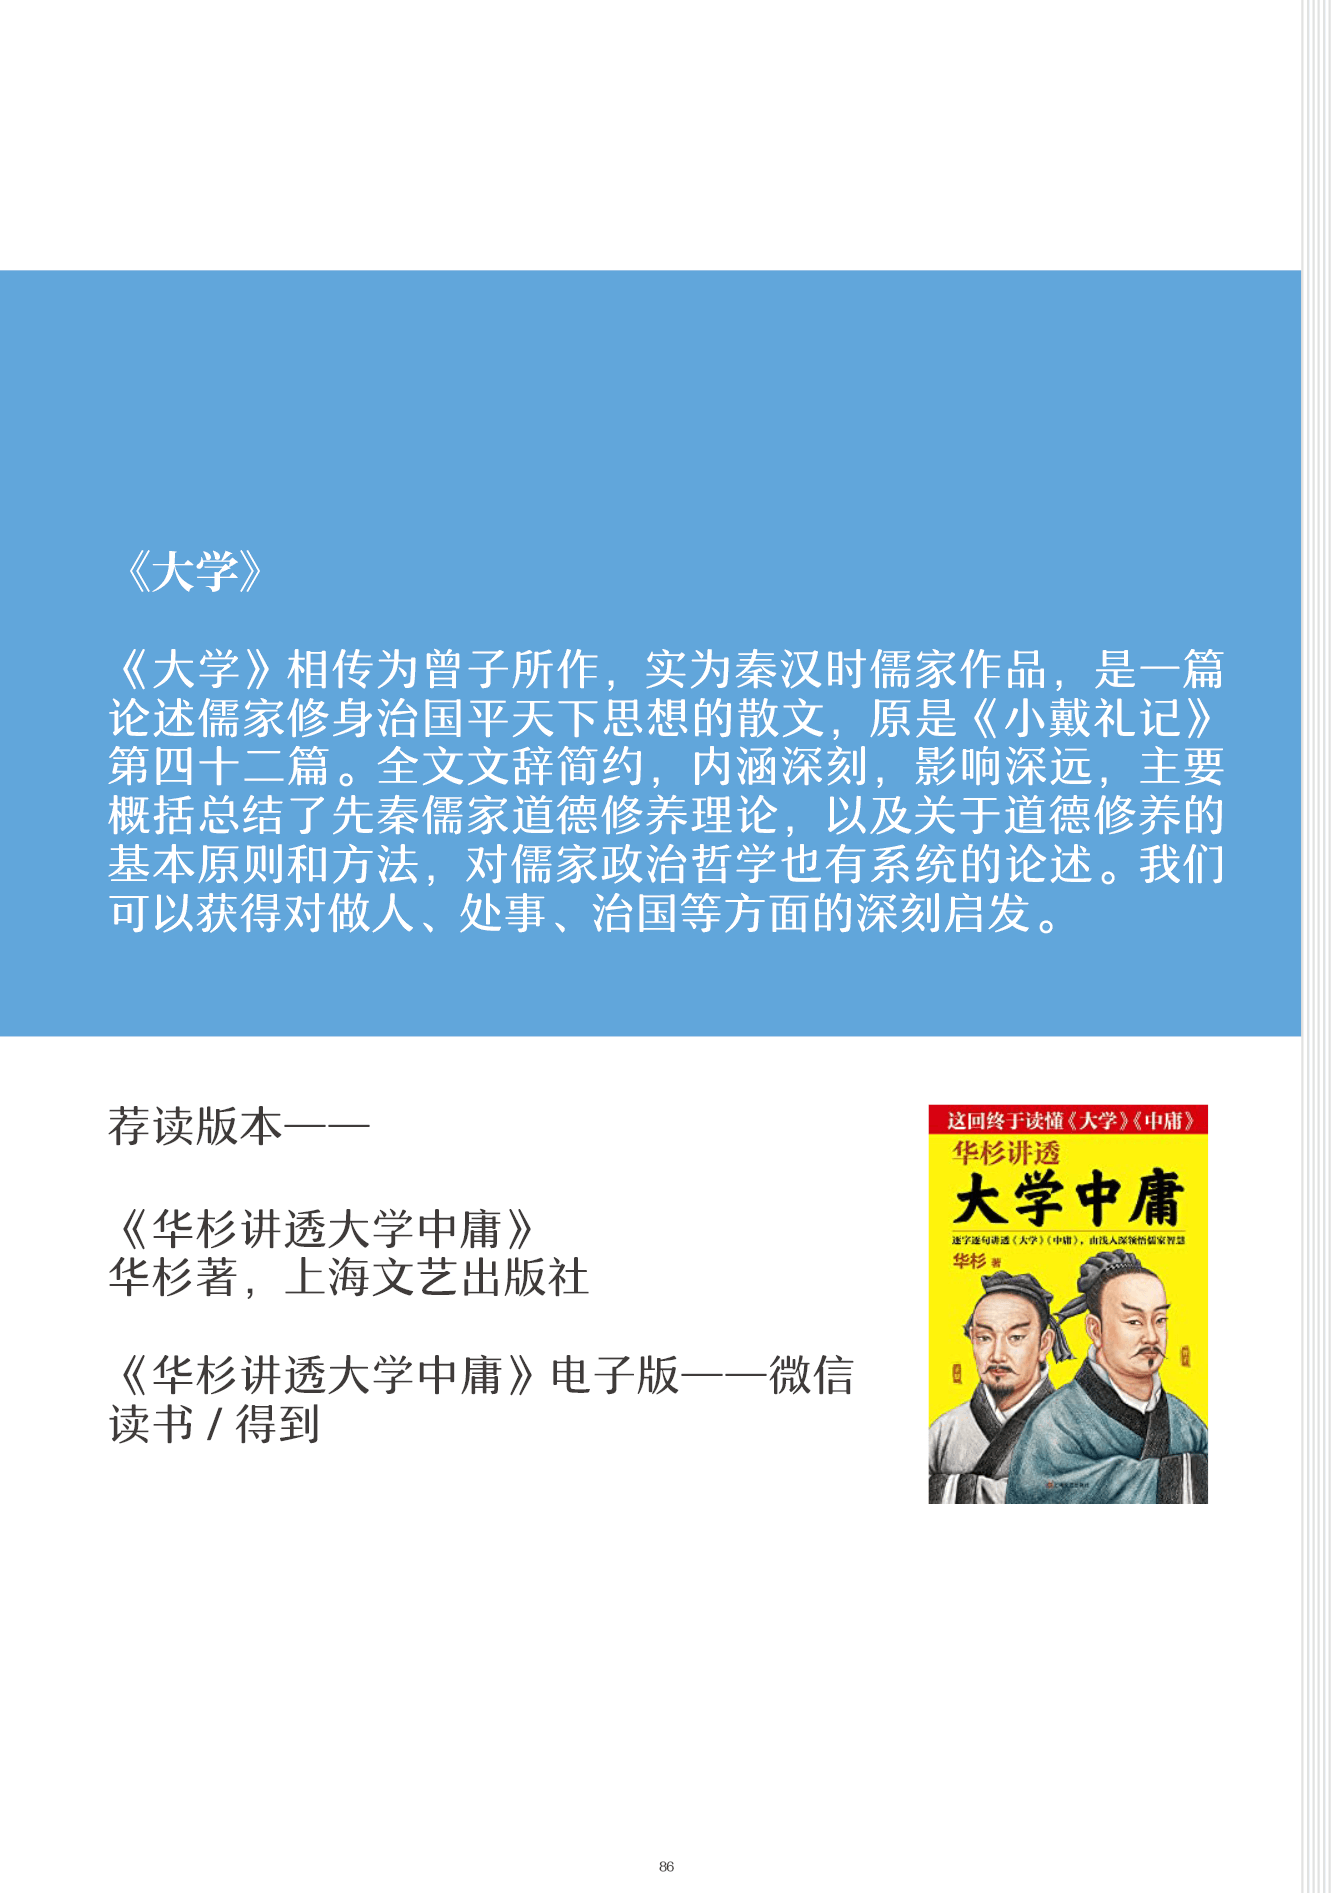 《大学》
《大学》相传为曾子所作，实为秦汉时儒家作品，是一篇
论述儒家修身治国平天下思想的散文，原是《小戴礼记》
第四十二篇。全文文辞简约，内涵深刻，影响深远，主要
概括总结了先秦儒家道德修养理论，以及关于道德修养的
基本原则和方法，对儒家政治哲学也有系统的论述。我们
可以获得对做人、处事、治国等方面的深刻启发。
荐读版本——
《华杉讲透大学中庸》
华杉著，上海文艺出版社
《华杉讲透大学中庸》电子版——微信
读书 / 得到
这回终于读懂《大学》《中庸》
华杉讲透
大学中庸
逐字逐句讲透《大学》《中庸》，由浅入深领悟儒家智慧
华杉 著
86